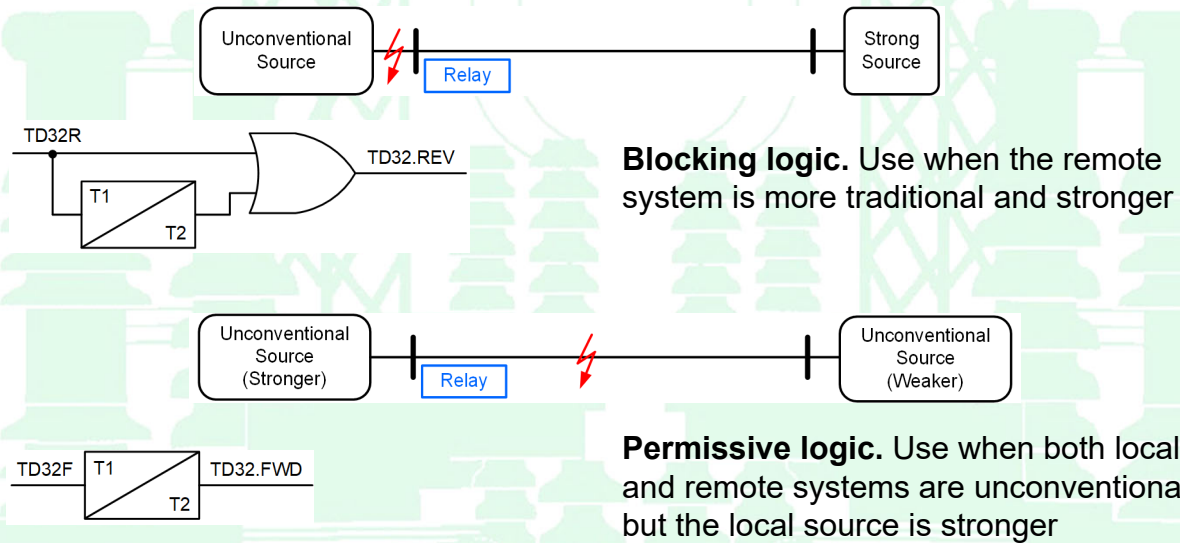 Unconventional
Source
Strong
Source
Relay
TD32R
T1
T2
TD32.REV
Blocking logic. Use when the remote
system is more traditional and stronger
Unconventional
Source
(Stronger)
Relay
Unconventional
Source
(Weaker)
TD32F
T1
T2
TD32.FWD
Permissive logic. Use when both local
and remote systems are unconventiona
but the local source is stronger